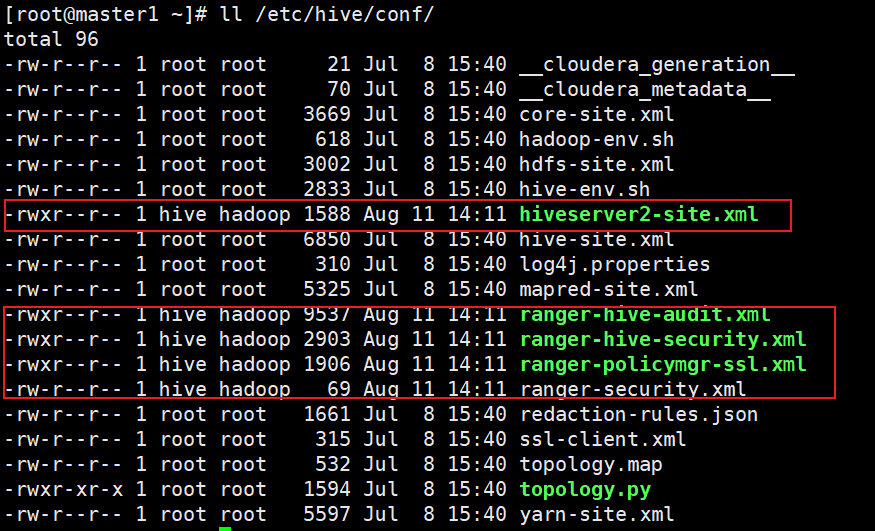 [root@master1 ~]# ll /etc/hive/conf/
total 96
-rw-r--r-- 1 root root     21 Jul  8 15:40 __cloudera_generation__
-rw-r--r-- 1 root root     70 Jul  8 15:40 __cloudera_metadata__
-rw-r--r-- 1 root root   3669 Jul  8 15:40 core-site.xml
-rw-r--r-- 1 root root    618 Jul  8 15:40 hadoop-env.sh
-rw-r--r-- 1 root root   3002 Jul  8 15:40 hdfs-site.xml
-rw-r--r-- 1 root root   2833 Jul  8 15:40 hive-env.sh
-rwxr--r-- 1 hive hadoop 1588 Aug 11 14:11 hiveserver2-site.xml
-rw-r--r-- 1 root root   6850 Jul  8 15:40 hive-site.xml
-rw-r--r-- 1 root root    310 Jul  8 15:40 log4j.properties
-rw-r--r-- 1 root root   5325 Jul  8 15:40 mapred-site.xml
-rwxr--r-- 1 hive hadoop 9537 Aug 11 14:11 ranger-hive-audit.xml
-rwxr--r-- 1 hive hadoop 2903 Aug 11 14:11 ranger-hive-security.xml
-rwxr--r-- 1 hive hadoop 1906 Aug 11 14:11 ranger-policymgr-ssl.xml
-rw-r--r-- 1 hive hadoop   69 Aug 11 14:11 ranger-security.xml
-rw-r--r-- 1 root root   1661 Jul  8 15:40 redaction-rules.json
-rw-r--r-- 1 root root    315 Jul  8 15:40 ssl-client.xml
-rw-r--r-- 1 root root    532 Jul  8 15:40 topology.map
-rwxr-xr-x 1 root root   1594 Jul  8 15:40 topology.py
-rw-r--r-- 1 root root   5597 Jul  8 15:40 yarn-site.xml